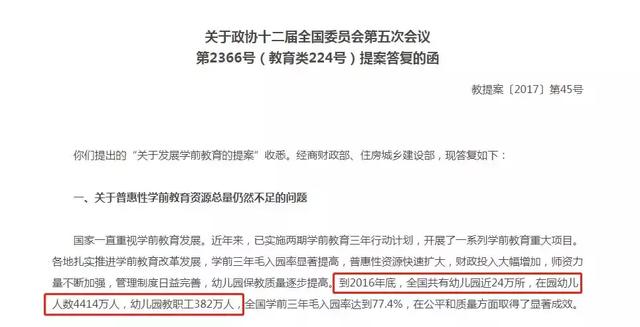 关于政协十二届全国委员会第五次会议
第2366号（教育类224号）提案答复的函
教提案〔2017〕第45号
你们提出的“关于发展学前教育的提案”收悉。经商财政部、住房城乡建设部，现答复如下：
一、关于普惠性学前教育资源总量仍然不足的问题
国家一直重视学前教育发展。近年来，已实施两期学前教育三年行动计划，开展了一系列学前教育重大项目。
各地扎实推进学前教育改革发展，学前三年毛入园率显著提高，普惠性资源快速扩大，财政投入大幅增加，师资力
量不断加强，管理制度日益完善，幼儿园保教质量逐步提高。到2016年底，全国共有幼儿园近24万所，在园幼儿
人数4414万人，幼儿园教职工382万人，全国学前三年毛入园率达到77.4%，在公平和质量方面取得了显著成效。